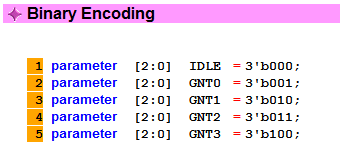 Binary Encoding
1 parameter [2:0] IDLE = 3'b000;
2 parameter [2:0] GNT0 = 3'b001;
3 parameter [2:0] GNT1 = 3'b010;
4 parameter [2:0] GNT2 = 3'b011;
5 parameter [2:0] GNT3 = 3'b100;